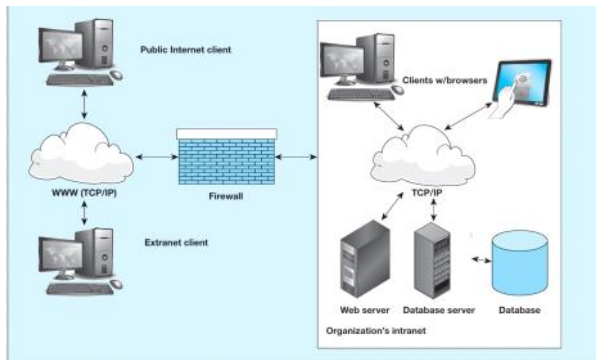 Public Internet client
Clients w/browsers
WWW (TCP/IP)
Firewall
TCP/IP
Extranet client
Web server
Database server
Database
Organization's intranet